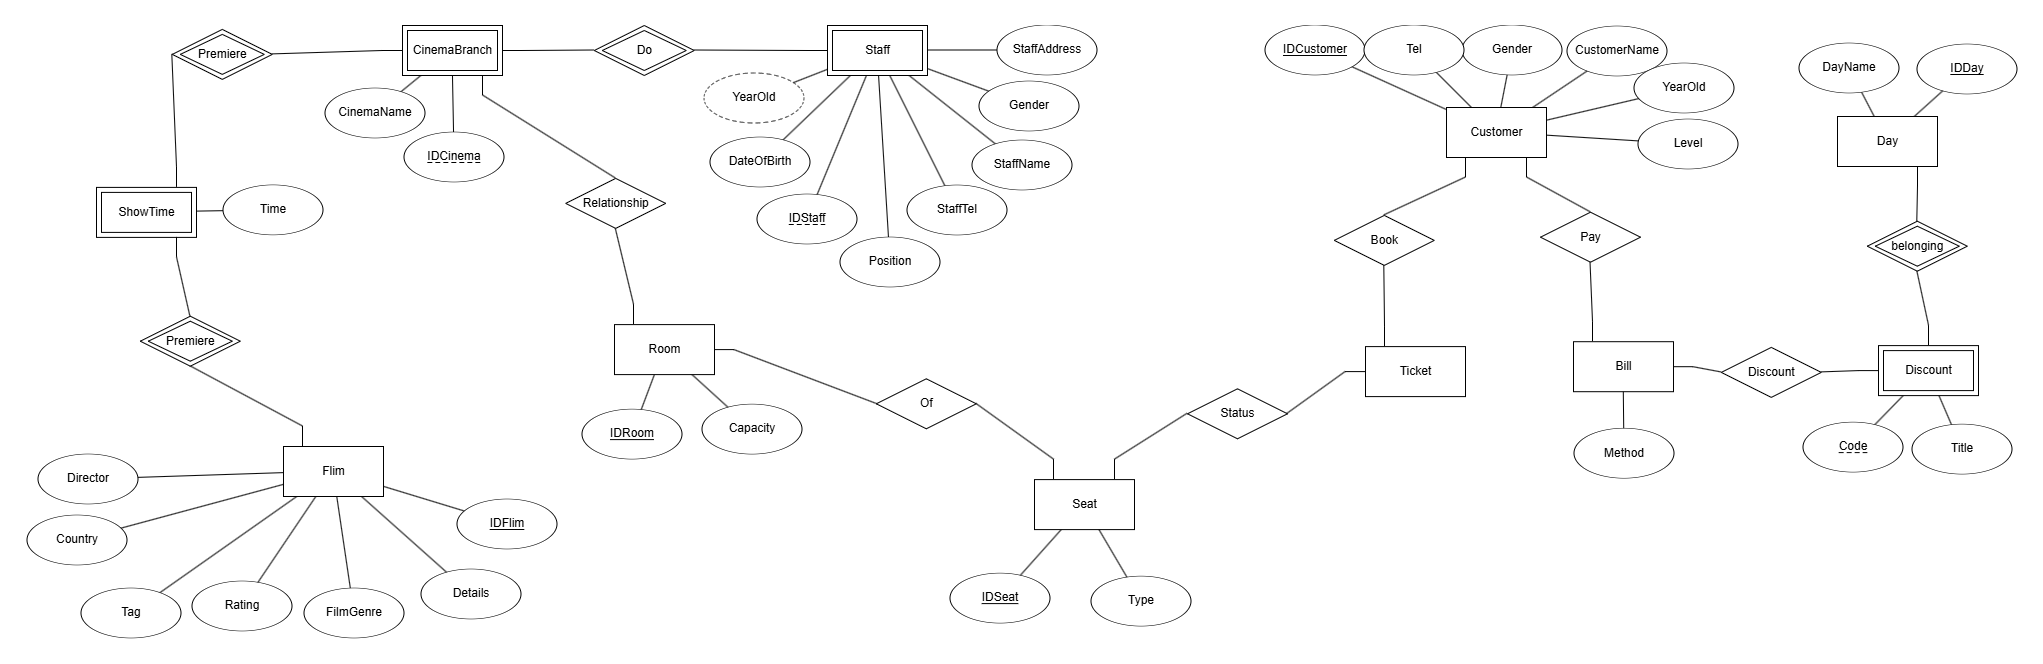 Premiere
CinemaBranch
Do
Staff
StaffAddress
IDCustomer
Tel
Gender
CustomerName
DayName
IDDay
YearOld
Gender
CinemaName
YearOld
Customer
Level
Day
IDCinema
DateOfBirth
StaffName
ShowTime
Time
Relationship
IDStaff
StaffTel
Position
Book
Pay
belonging
Premiere
Room
Ticket
Bill
Discount
Discount
Of
Status
IDRoom
Capacity
Method
Code
Title
Flim
Director
Country
IDFlim
Seat
Tag
Rating
FilmGenre
Details
IDSeat
Type